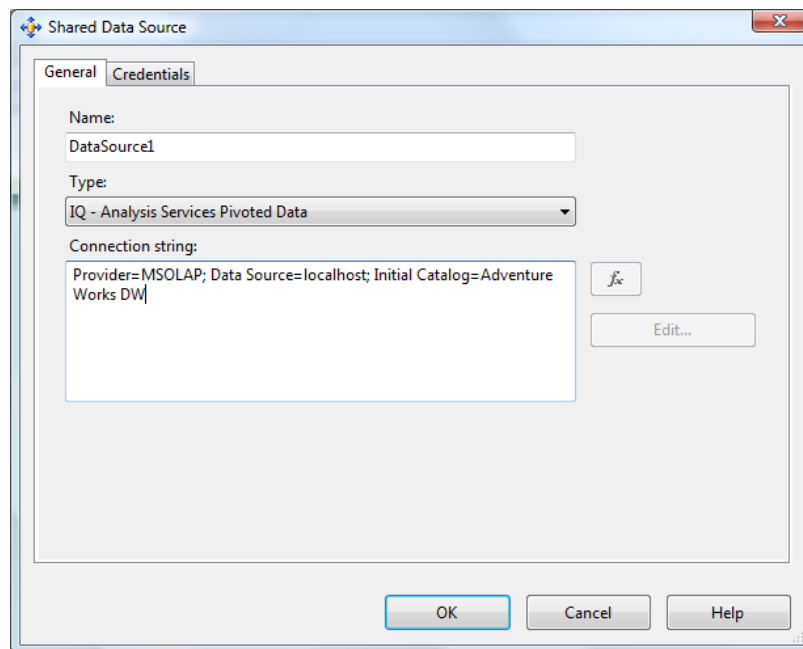 Shared Data Source
General
Credentials
Name:
DataSource1
Type:
IQ - Analysis Services Pivoted Data
Connection string:
Provider=MSOLAP; Data Source=localhost; Initial Catalog=Adventure
Works DW
fx
Edit...
OK
Cancel
Help